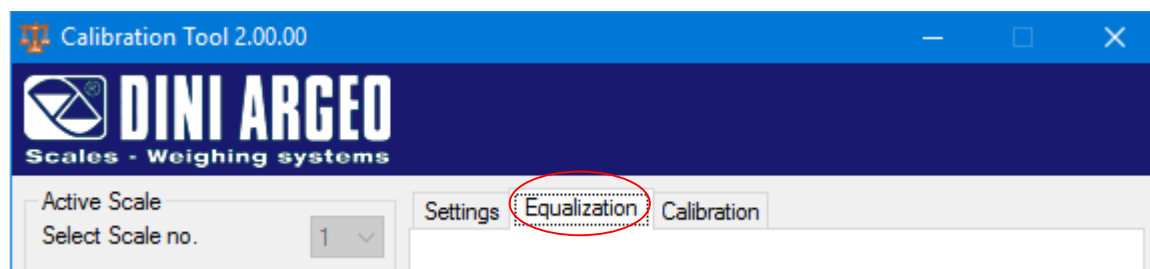 Calibration Tool 2.00.00
DINI ARGEO
Scales - Weighing systems
Active Scale
Select Scale no. 1
Settings Equalization Calibration